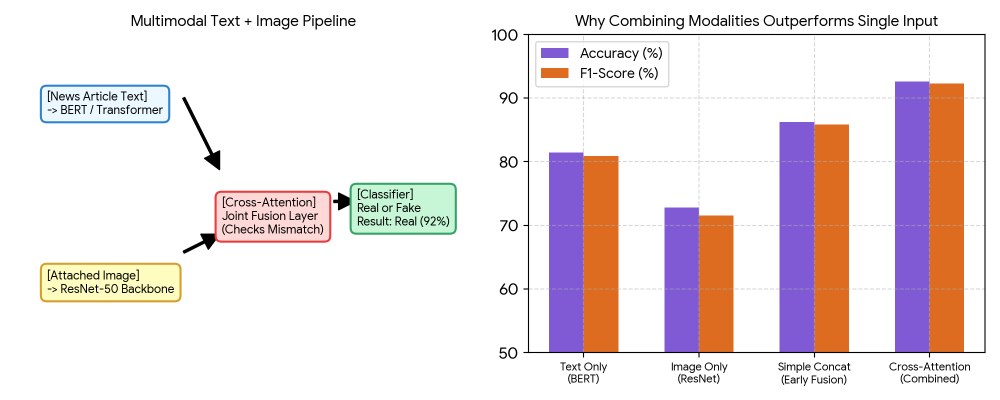 Multimodal Text + Image Pipeline
[News Article Text]
-> BERT / Transformer
[Cross-Attention]
Joint Fusion Layer
(Checks Mismatch)
[Classifier]
Real or Fake
Result: Real (92%)
[Attached Image]
-> ResNet-50 Backbone
Why Combining Modalities Outperforms Single Input
Accuracy (%)
F1-Score (%)
100
90
80
70
60
50
Text Only
(BERT)
Image Only
(ResNet)
Simple Concat
(Early Fusion)
Cross-Attention
(Combined)